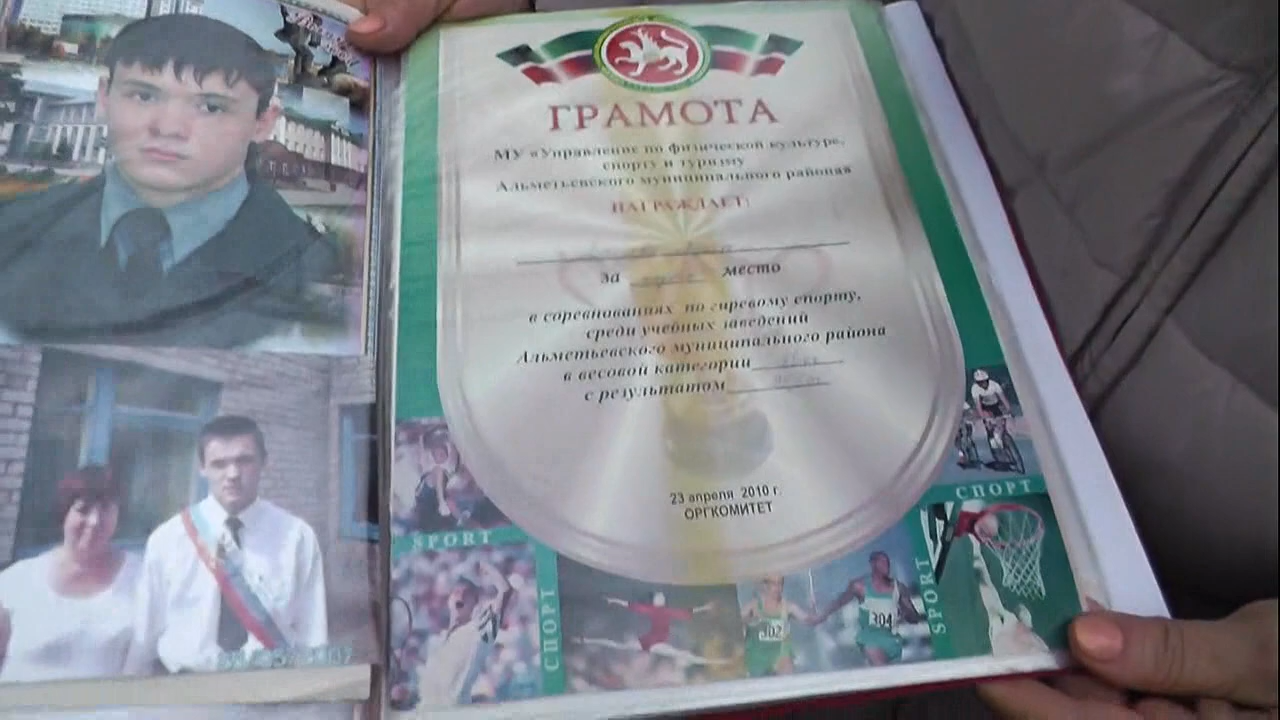 ГРАМОТА
МУ «Управление по физической культуре,
спорту и туризму
Альметьевского муниципального района»
НАГРАЖДАЕТ:
за место
в соревнованиях по гиревому спорту,
среди учебных заведений
Альметьевского муниципального района
в весовой категории
с результатом
23 апреля 2010 г.
ОРГКОМИТЕТ
SPORT
СПОРТ
302
304
SPORT
СПОРТ